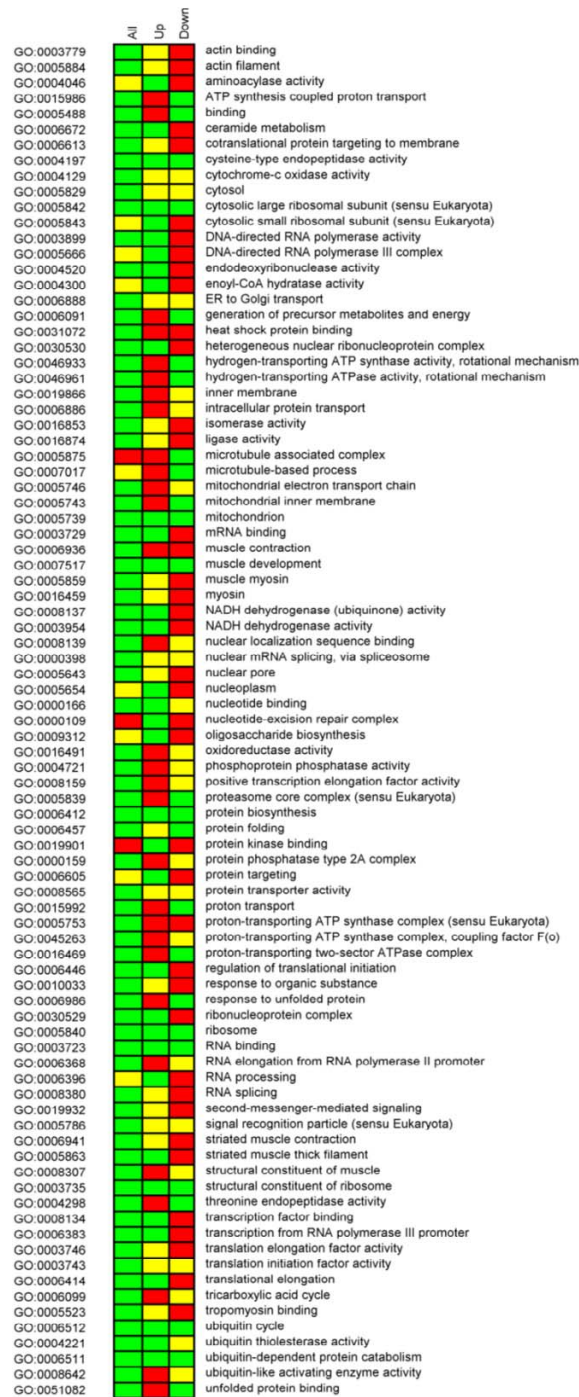 All Up Down
GO:0003779 actin binding
GO:0005884 actin filament
GO:0004046 aminoacylase activity
GO:0015986 ATP synthesis coupled proton transport
GO:0005488 binding
GO:0006672 ceramide metabolism
GO:0006613 cotranslational protein targeting to membrane
GO:0004197 cysteine-type endopeptidase activity
GO:0004129 cytochrome-c oxidase activity
GO:0005829 cytosol
GO:0005842 cytosolic large ribosomal subunit (sensu Eukaryota)
GO:0005843 cytosolic small ribosomal subunit (sensu Eukaryota)
GO:0003899 DNA-directed RNA polymerase activity
GO:0005666 DNA-directed RNA polymerase III complex
GO:0004520 endodeoxyribonuclease activity
GO:0004300 enoyl-CoA hydratase activity
GO:0006888 ER to Golgi transport
GO:0006091 generation of precursor metabolites and energy
GO:0031072 heat shock protein binding
GO:0030530 heterogeneous nuclear ribonucleoprotein complex
GO:0046933 hydrogen-transporting ATP synthase activity, rotational mechanism
GO:0046961 hydrogen-transporting ATPase activity, rotational mechanism
GO:0019866 inner membrane
GO:0006886 intracellular protein transport
GO:0016853 isomerase activity
GO:0016874 ligase activity
GO:0005875 microtubule associated complex
GO:0007017 microtubule-based process
GO:0005746 mitochondrial electron transport chain
GO:0005743 mitochondrial inner membrane
GO:0005739 mitochondrion
GO:0003729 mRNA binding
GO:0006936 muscle contraction
GO:0007517 muscle development
GO:0005859 muscle myosin
GO:0016459 myosin
GO:0008137 NADH dehydrogenase (ubiquinone) activity
GO:0003954 NADH dehydrogenase activity
GO:0008139 nuclear localization sequence binding
GO:0000398 nuclear mRNA splicing, via spliceosome
GO:0005643 nuclear pore
GO:0005654 nucleoplasm
GO:0000166 nucleotide binding
GO:0000109 nucleotide-excision repair complex
GO:0009312 oligosaccharide biosynthesis
GO:0016491 oxidoreductase activity
GO:0004721 phosphoprotein phosphatase activity
GO:0008159 positive transcription elongation factor activity
GO:0005839 proteasome core complex (sensu Eukaryota)
GO:0006412 protein biosynthesis
GO:0006457 protein folding
GO:0019901 protein kinase binding
GO:0000159 protein phosphatase type 2A complex
GO:0006605 protein targeting
GO:0008565 protein transporter activity
GO:0015992 proton transport
GO:0005753 proton-transporting ATP synthase complex (sensu Eukaryota)
GO:0045263 proton-transporting ATP synthase complex, coupling factor F(o)
GO:0016469 proton-transporting two-sector ATPase complex
GO:0006446 regulation of translational initiation
GO:0010033 response to organic substance
GO:0006986 response to unfolded protein
GO:0030529 ribonucleoprotein complex
GO:0005840 ribosome
GO:0003723 RNA binding
GO:0006368 RNA elongation from RNA polymerase II promoter
GO:0006396 RNA processing
GO:0008380 RNA splicing
GO:0019932 second-messenger-mediated signaling
GO:0005786 signal recognition particle (sensu Eukaryota)
GO:0006941 striated muscle contraction
GO:0005863 striated muscle thick filament
GO:0008307 structural constituent of muscle
GO:0003735 structural constituent of ribosome
GO:0004298 threonine endopeptidase activity
GO:0008134 transcription factor binding
GO:0006383 transcription from RNA polymerase III promoter
GO:0003746 translation elongation factor activity
GO:0003743 translation initiation factor activity
GO:0006414 translational elongation
GO:0006099 tricarboxylic acid cycle
GO:0005523 tropomyosin binding
GO:0006512 ubiquitin cycle
GO:0004221 ubiquitin thiolesterase activity
GO:0006511 ubiquitin-dependent protein catabolism
GO:0008642 ubiquitin-like activating enzyme activity
GO:0051082 unfolded protein binding